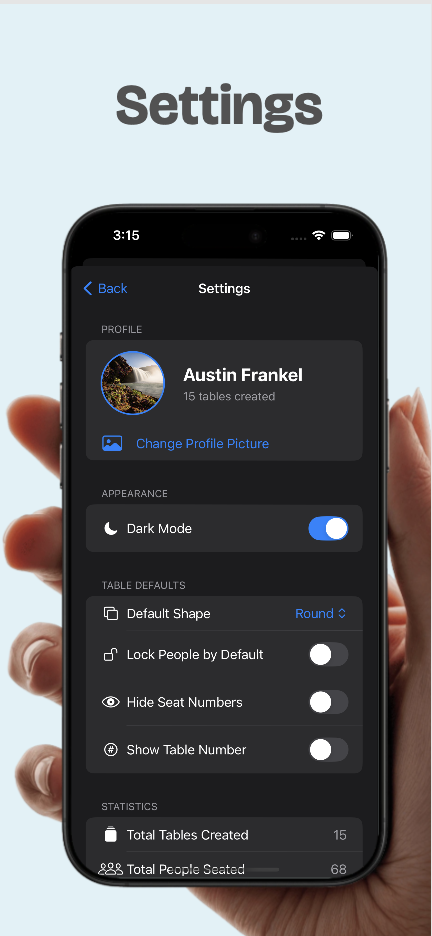 Settings
3:15
Back
Settings
PROFILE
Austin Frankel
15 tables created
Change Profile Picture
APPEARANCE
Dark Mode
TABLE DEFAULTS
Default Shape Round
Lock People by Default
Hide Seat Numbers
# Show Table Number
STATISTICS
Total Tables Created 15
Total People Seated 68